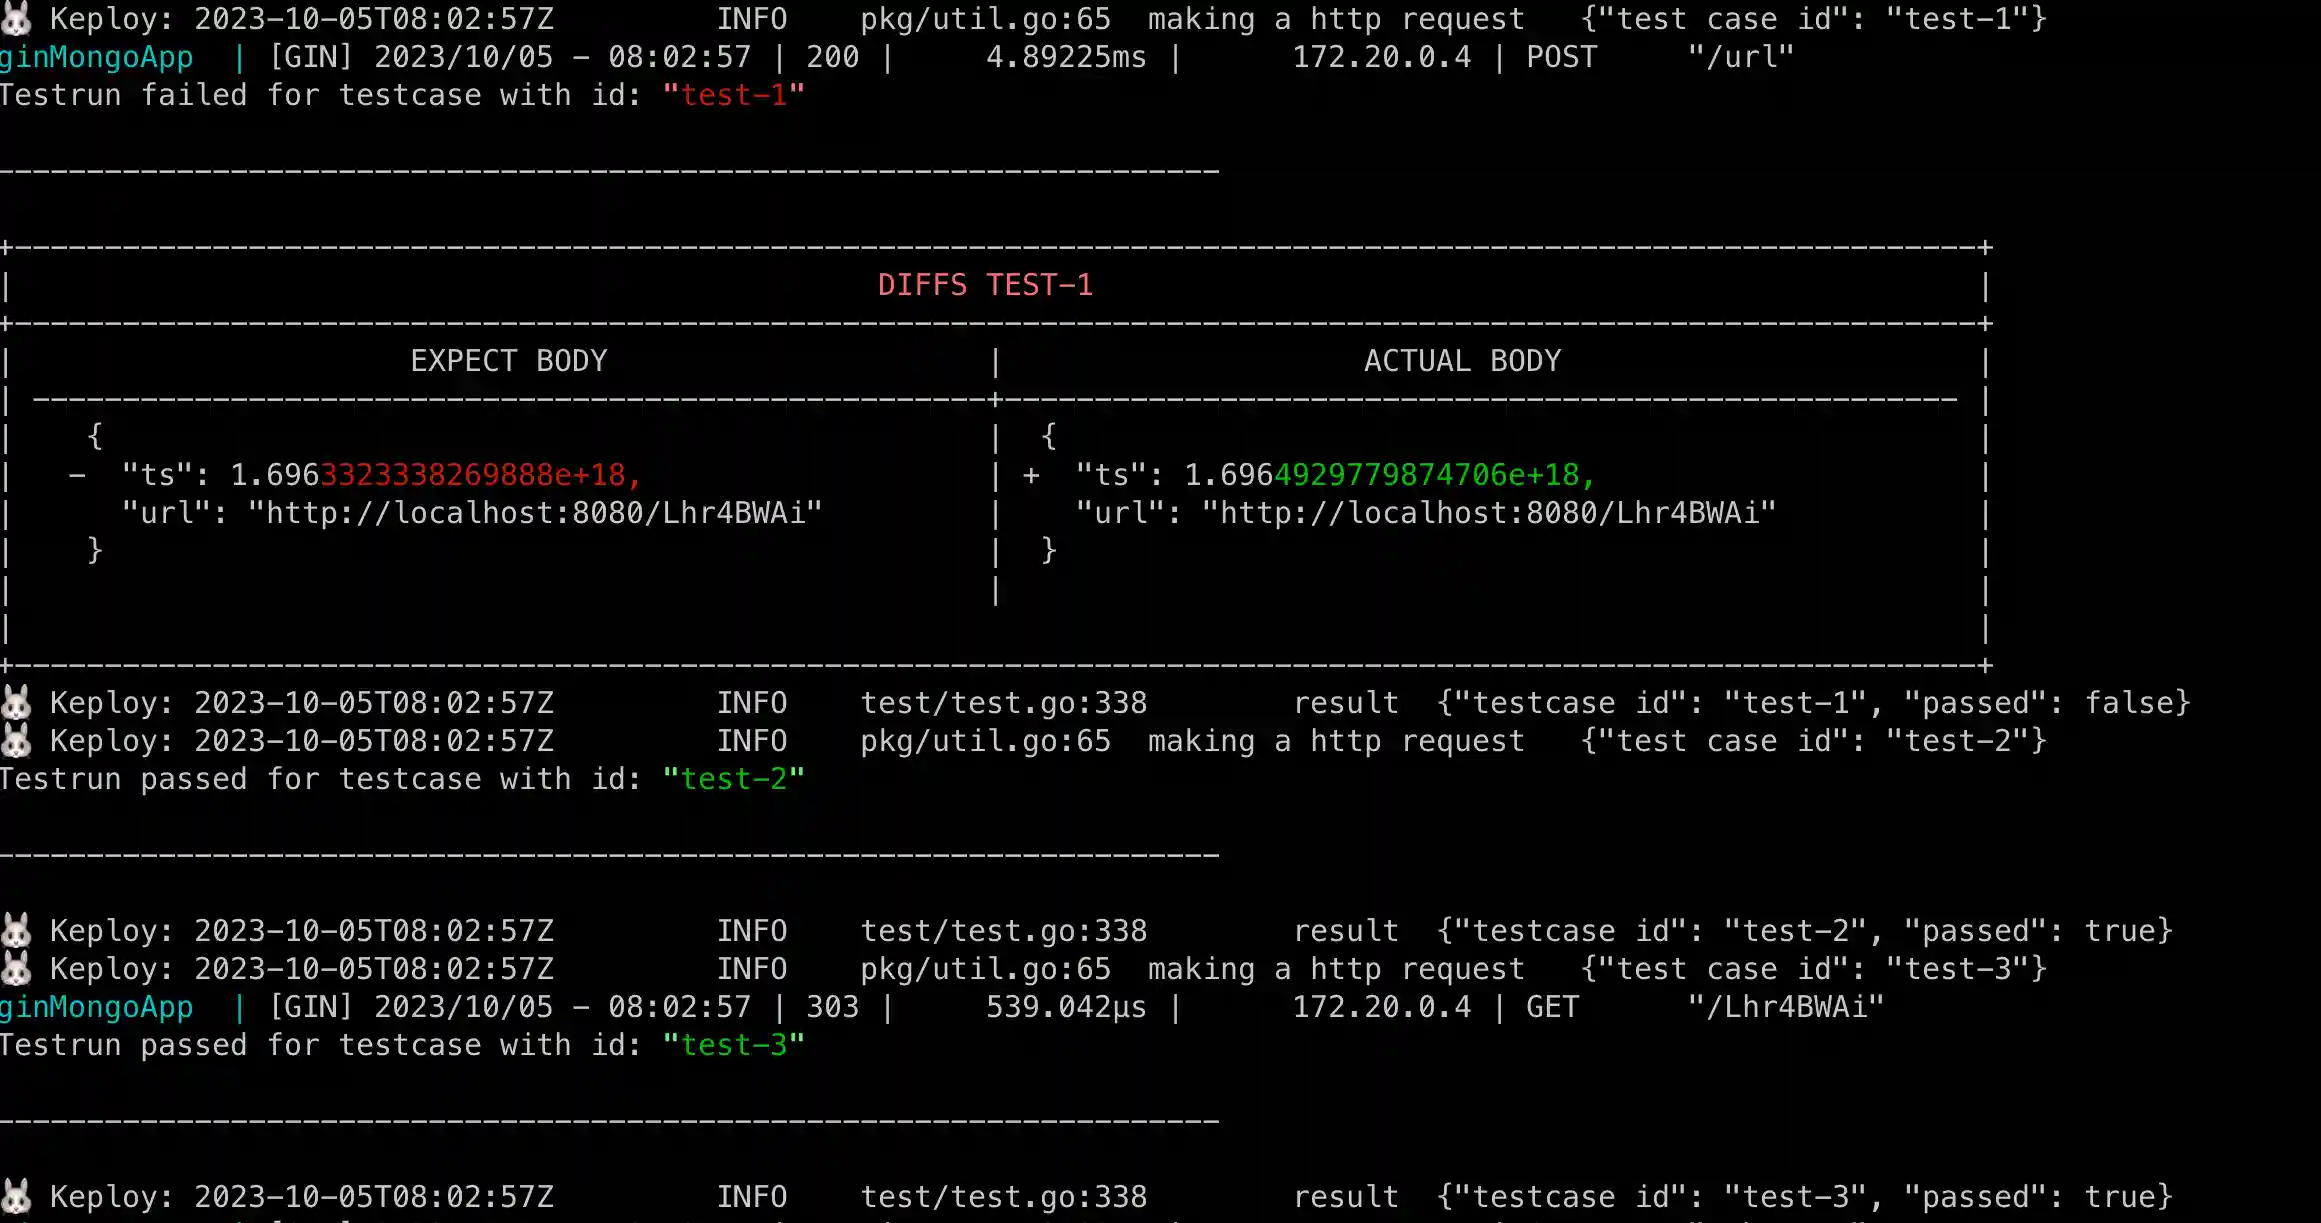 Keploy: 2023-10-05T08:02:57Z INFO pkg/util.go:65 making a http request {"test case id": "test-1"}
ginMongoApp | [GIN] 2023/10/05 - 08:02:57 | 200 | 4.89225ms | 172.20.0.4 | POST "/url"
Testrun failed for testcase with id: "test-1"
DIFFS TEST-1
EXPECT BODY | ACTUAL BODY
{ | {
- "ts": 1.6963323338269888e+18, | + "ts": 1.6964929779874706e+18,
"url": "http://localhost:8080/Lhr4BWAi" | "url": "http://localhost:8080/Lhr4BWAi"
} | }
Keploy: 2023-10-05T08:02:57Z INFO test/test.go:338 result {"testcase id": "test-1", "passed": false}
Keploy: 2023-10-05T08:02:57Z INFO pkg/util.go:65 making a http request {"test case id": "test-2"}
Testrun passed for testcase with id: "test-2"
Keploy: 2023-10-05T08:02:57Z INFO test/test.go:338 result {"testcase id": "test-2", "passed": true}
Keploy: 2023-10-05T08:02:57Z INFO pkg/util.go:65 making a http request {"test case id": "test-3"}
ginMongoApp | [GIN] 2023/10/05 - 08:02:57 | 303 | 539.042µs | 172.20.0.4 | GET "/Lhr4BWAi"
Testrun passed for testcase with id: "test-3"
Keploy: 2023-10-05T08:02:57Z INFO test/test.go:338 result {"testcase id": "test-3", "passed": true}